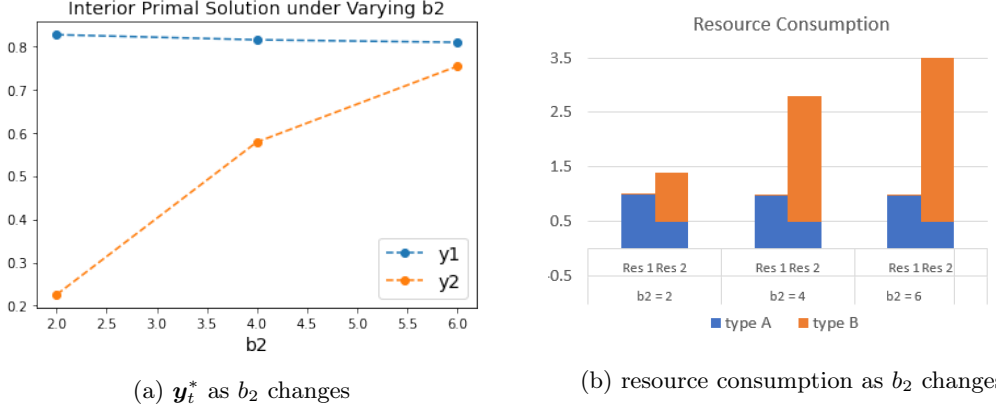 Interior Primal Solution under Varying b2
0.8
0.7
0.6
0.5
0.4
0.3
0.2
y1
y2
2.0 2.5 3.0 3.5 4.0 4.5 5.0 5.5 6.0
b2
(a) y*t as b2 changes
Resource Consumption
3.5
2.5
1.5
0.5
-0.5
Res 1 Res 2 Res 1 Res 2 Res 1 Res 2
b2 = 2 b2 = 4 b2 = 6
type A type B
(b) resource consumption as b2 changes